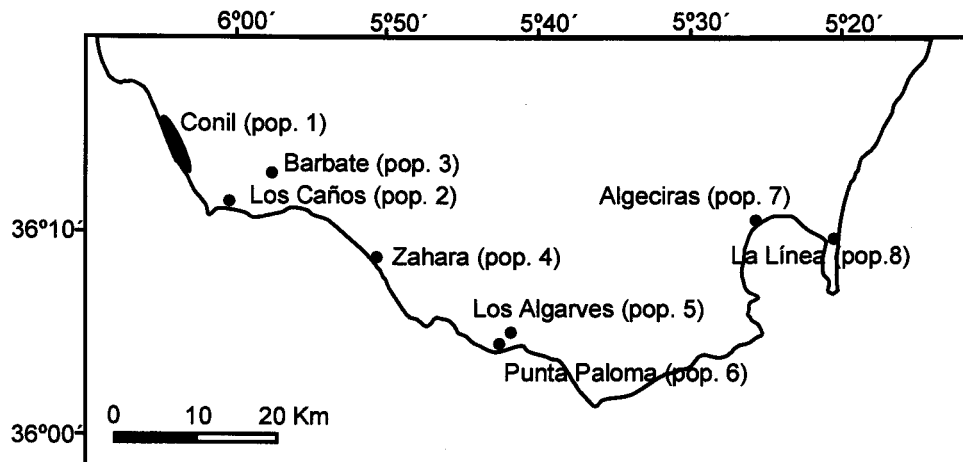 6º00´ 5º50´ 5º40´ 5º30´ 5º20´
Conil (pop. 1)
Barbate (pop. 3)
Los Caños (pop. 2)
Algeciras (pop. 7)
36º10´
Zahara (pop. 4)
La Línea (pop.8)
Los Algarves (pop. 5)
Punta Paloma (pop. 6)
0 10 20 Km
36º00´